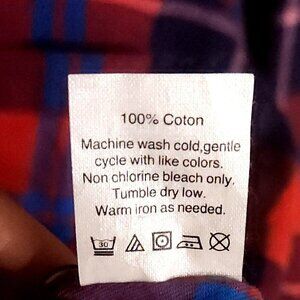 100% Coton
Machine wash cold,gentle
cycle with like colors.
Non chlorine bleach only.
Tumble dry low.
Warm iron as needed.
30